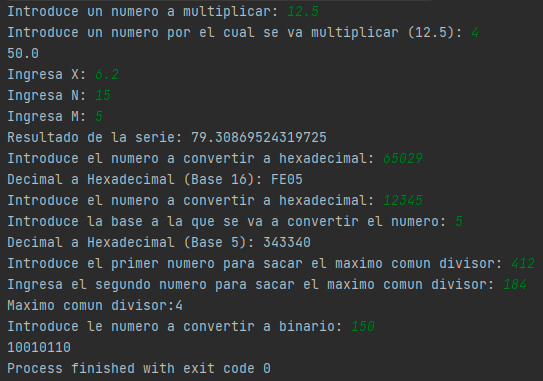 Introduce un numero a multiplicar: 12.5
Introduce un numero por el cual se va multiplicar (12.5): 4
50.0
Ingresa X: 6.2
Ingresa N: 15
Ingresa M: 5
Resultado de la serie: 79.30869524319725
Introduce el numero a convertir a hexadecimal: 65029
Decimal a Hexadecimal (Base 16): FE05
Introduce el numero a convertir a hexadecimal: 12345
Introduce la base a la que se va a convertir el numero: 5
Decimal a Hexadecimal (Base 5): 343340
Introduce el primer numero para sacar el maximo comun divisor: 412
Ingresa el segundo numero para sacar el maximo comun divisor: 184
Maximo comun divisor:4
Introduce le numero a convertir a binario: 150
10010110
Process finished with exit code 0